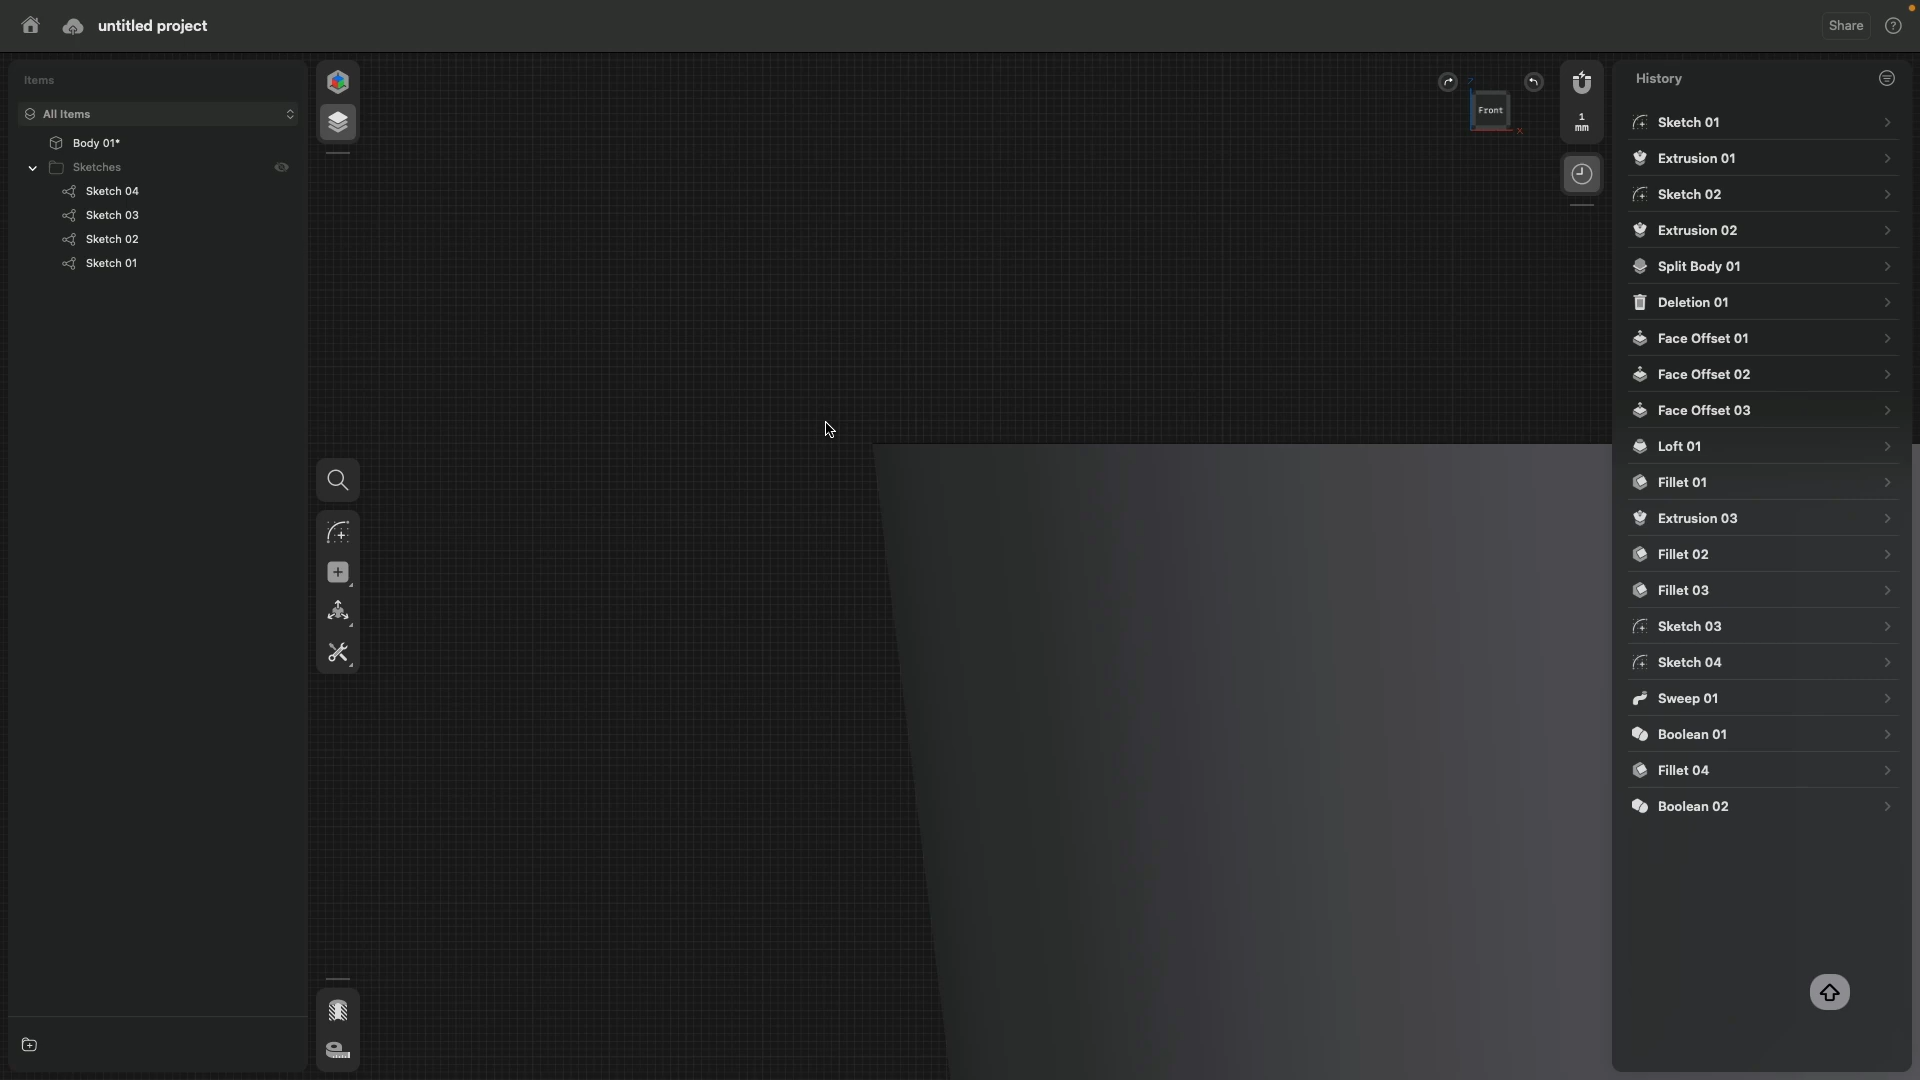 untitled project
Share
Items
All Items
Body 01*
Sketches
Sketch 04
Sketch 03
Sketch 02
Sketch 01
Front
Z
X
1
mm
History
Sketch 01
Extrusion 01
Sketch 02
Extrusion 02
Split Body 01
Deletion 01
Face Offset 01
Face Offset 02
Face Offset 03
Loft 01
Fillet 01
Extrusion 03
Fillet 02
Fillet 03
Sketch 03
Sketch 04
Sweep 01
Boolean 01
Fillet 04
Boolean 02